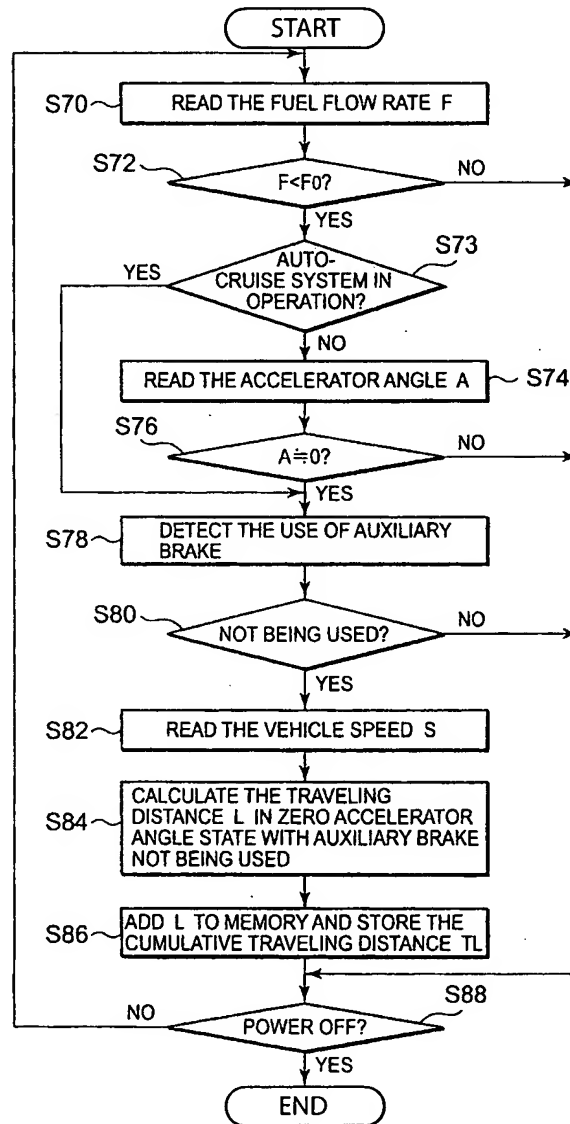 START
S70
READ THE FUEL FLOW RATE F
S72
F<F0?
NO
YES
S73
YES
AUTO-
CRUISE SYSTEM IN
OPERATION?
NO
READ THE ACCELERATOR ANGLE A
S74
S76
A≒0?
NO
YES
S78
DETECT THE USE OF AUXILIARY
BRAKE
S80
NOT BEING USED?
NO
YES
S82
READ THE VEHICLE SPEED S
S84
CALCULATE THE TRAVELING
DISTANCE L IN ZERO ACCELERATOR
ANGLE STATE WITH AUXILIARY BRAKE
NOT BEING USED
S86
ADD L TO MEMORY AND STORE THE
CUMULATIVE TRAVELING DISTANCE TL
NO
S88
POWER OFF?
YES
END